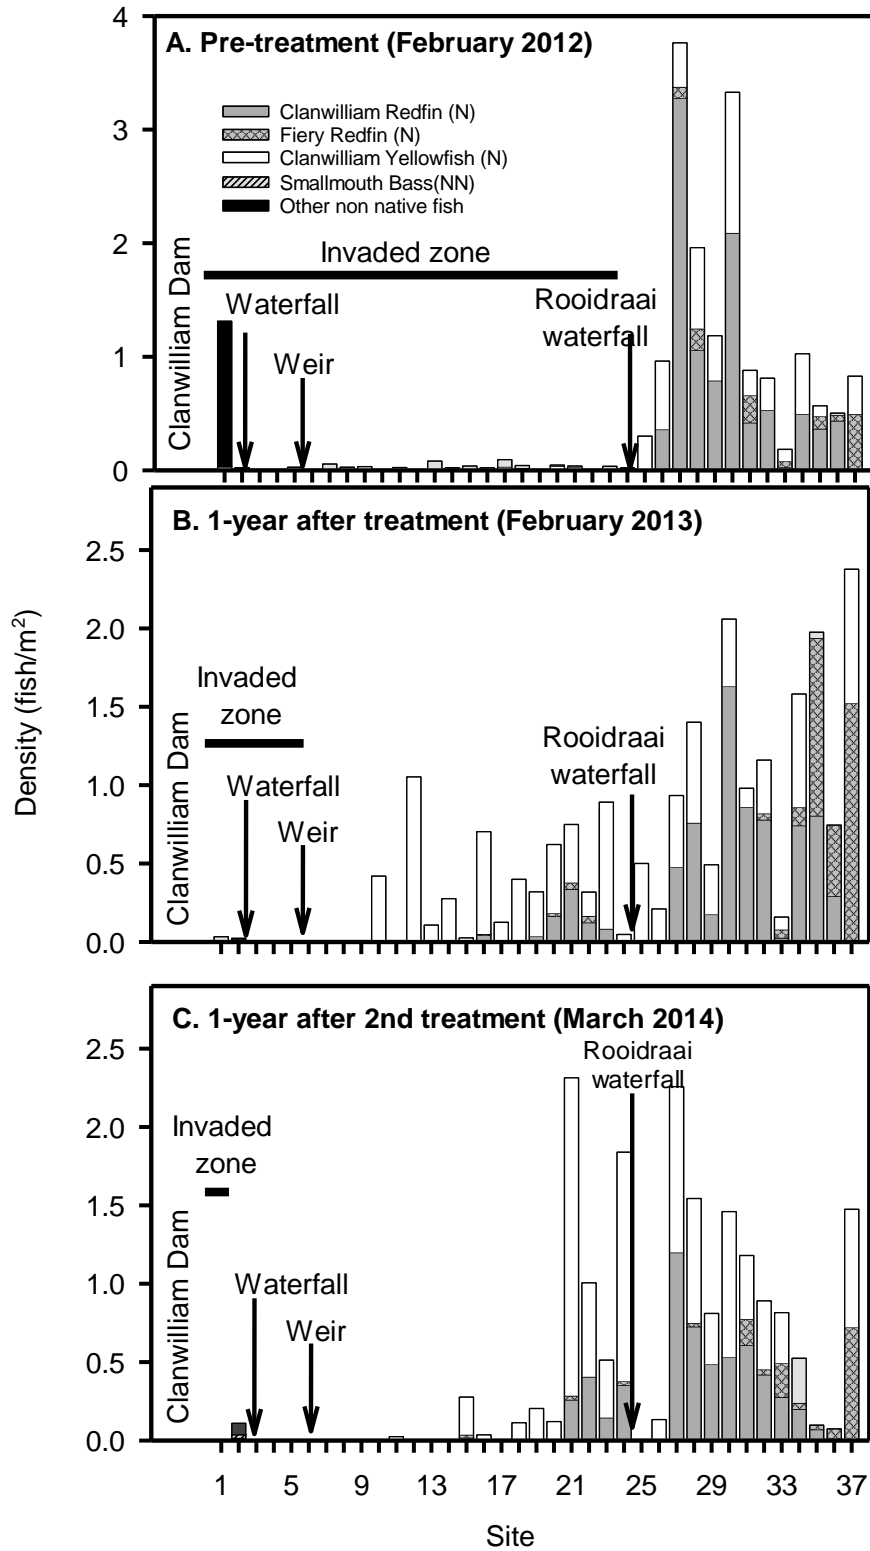 A. Pre-treatment (February 2012)
Clanwilliam Redfin (N)
Fiery Redfin (N)
Clanwilliam Yellowfish (N)
Smallmouth Bass(NN)
Other non native fish
Invaded zone
Clanwilliam Dam
Waterfall
Weir
Rooidraai
waterfall
4
3
2
1
0
B. 1-year after treatment (February 2013)
Invaded
zone
Clanwilliam Dam
Waterfall
Weir
Rooidraai
waterfall
2.5
2.0
1.5
1.0
0.5
0.0
Density (fish/m²)
C. 1-year after 2nd treatment (March 2014)
Rooidraai
waterfall
Invaded
zone
Clanwilliam Dam
Waterfall
Weir
2.5
2.0
1.5
1.0
0.5
0.0
1 5 9 13 17 21 25 29 33 37
Site